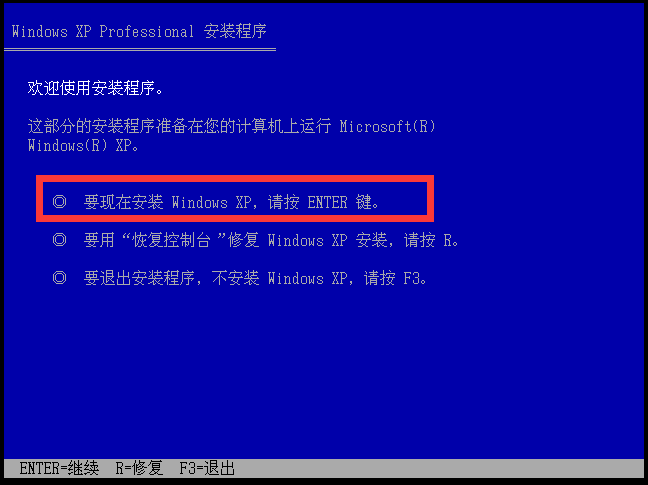 Windows XP Professional 安装程序
欢迎使用安装程序。
这部分的安装程序准备在您的计算机上运行 Microsoft(R)
Windows(R) XP。
◎ 要现在安装 Windows XP，请按 ENTER 键。
◎ 要用“恢复控制台”修复 Windows XP 安装，请按 R。
◎ 要退出安装程序，不安装 Windows XP，请按 F3。
ENTER=继续 R=修复 F3=退出